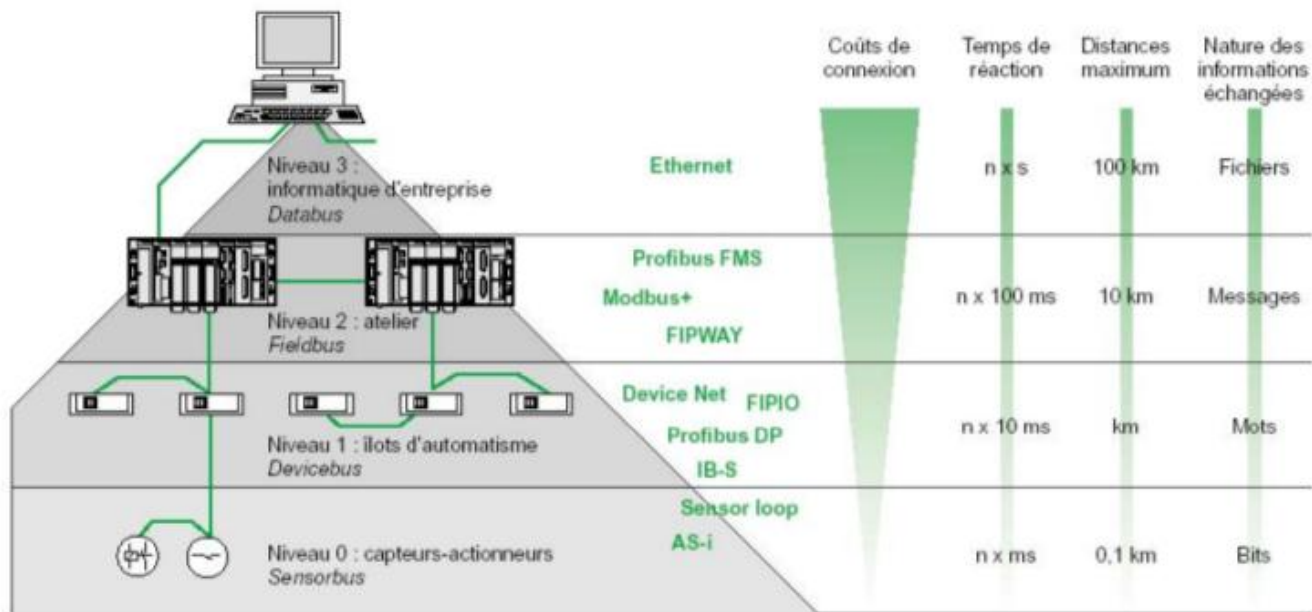 Coûts de
connexion
Temps de
réaction
Distances
maximum
Nature des
informations
échangées
Niveau 3 :
informatique d'entreprise
Databus
Ethernet
n x s
100 km
Fichiers
Niveau 2 : atelier
Fieldbus
Profibus FMS
Modbus+
FIPWAY
n x 100 ms
10 km
Messages
Niveau 1 : îlots d'automatisme
Devicebus
Device Net
FIPIO
Profibus DP
IB-S
n x 10 ms
km
Mots
Niveau 0 : capteurs-actionneurs
Sensorbus
Sensor loop
AS-i
n x ms
0,1 km
Bits